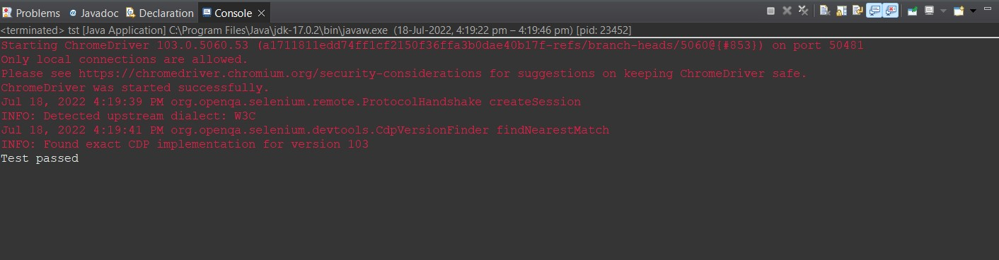 Problems @ Javadoc Declaration Console
<terminated> tst [Java Application] C:\Program Files\Java\jdk-17.0.2\bin\javaw.exe (18-Jul-2022, 4:19:22 pm – 4:19:46 pm) [pid: 23452]
Starting ChromeDriver 103.0.5060.53 (a1711811edd74ff1cf2150f36ffa3b0dae40b17f-refs/branch-heads/5060@{#853}) on port 50481
Only local connections are allowed.
Please see https://chromedriver.chromium.org/security-considerations for suggestions on keeping ChromeDriver safe.
ChromeDriver was started successfully.
Jul 18, 2022 4:19:39 PM org.openqa.selenium.remote.ProtocolHandshake createSession
INFO: Detected upstream dialect: W3C
Jul 18, 2022 4:19:41 PM org.openqa.selenium.devtools.CdpVersionFinder findNearestMatch
INFO: Found exact CDP implementation for version 103
Test passed